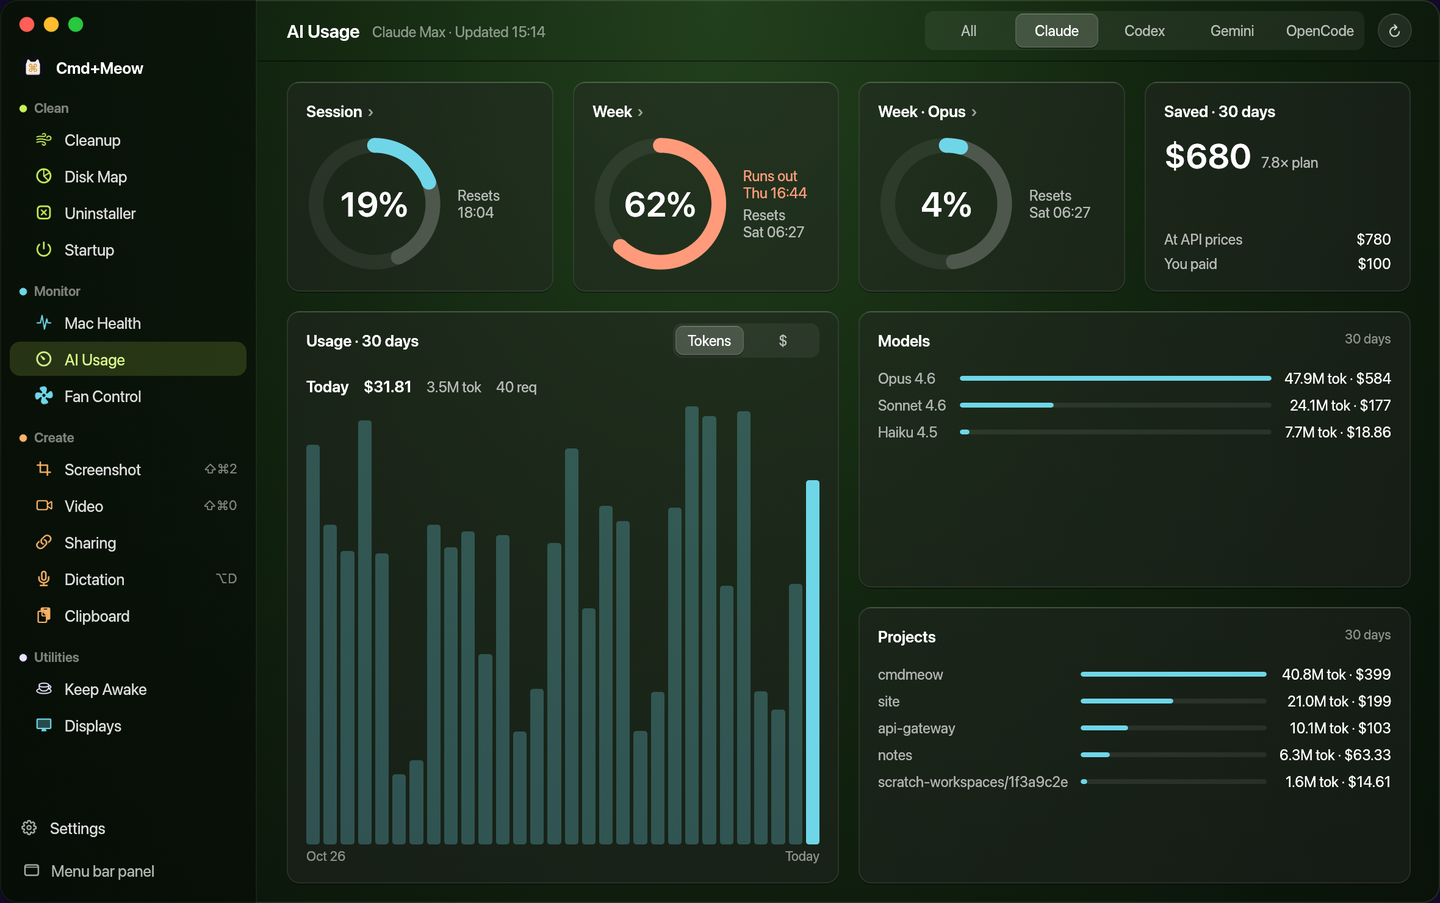 Cmd+Meow
Clean
Cleanup
Disk Map
Uninstaller
Startup
Monitor
Mac Health
AI Usage
Fan Control
Create
Screenshot ⇧⌘2
Video ⇧⌘0
Sharing
Dictation ⌥D
Clipboard
Utilities
Keep Awake
Displays
Settings
Menu bar panel
AI Usage Claude Max · Updated 15:14
All Claude Codex Gemini OpenCode
Session ›
19%
Resets
18:04
Week ›
62%
Runs out
Thu 16:44
Resets
Sat 06:27
Week · Opus ›
4%
Resets
Sat 06:27
Saved · 30 days
$680 7.8× plan
At API prices $780
You paid $100
Usage · 30 days
Tokens $
Today $31.81 3.5M tok 40 req
Oct 26 Today
Models 30 days
Opus 4.6 47.9M tok · $584
Sonnet 4.6 24.1M tok · $177
Haiku 4.5 7.7M tok · $18.86
Projects 30 days
cmdmeow 40.8M tok · $399
site 21.0M tok · $199
api-gateway 10.1M tok · $103
notes 6.3M tok · $63.33
scratch-workspaces/1f3a9c2e 1.6M tok · $14.61